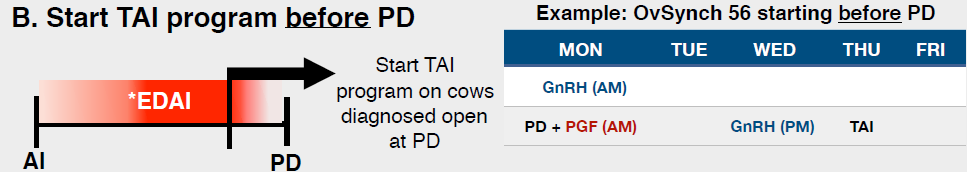 B. Start TAI program before PD
*EDAI
AI
PD
Start TAI
program on cows
diagnosed open
at PD
Example: OvSynch 56 starting before PD
MON TUE WED THU FRI
GnRH (AM)
PD + PGF (AM) GnRH (PM) TAI